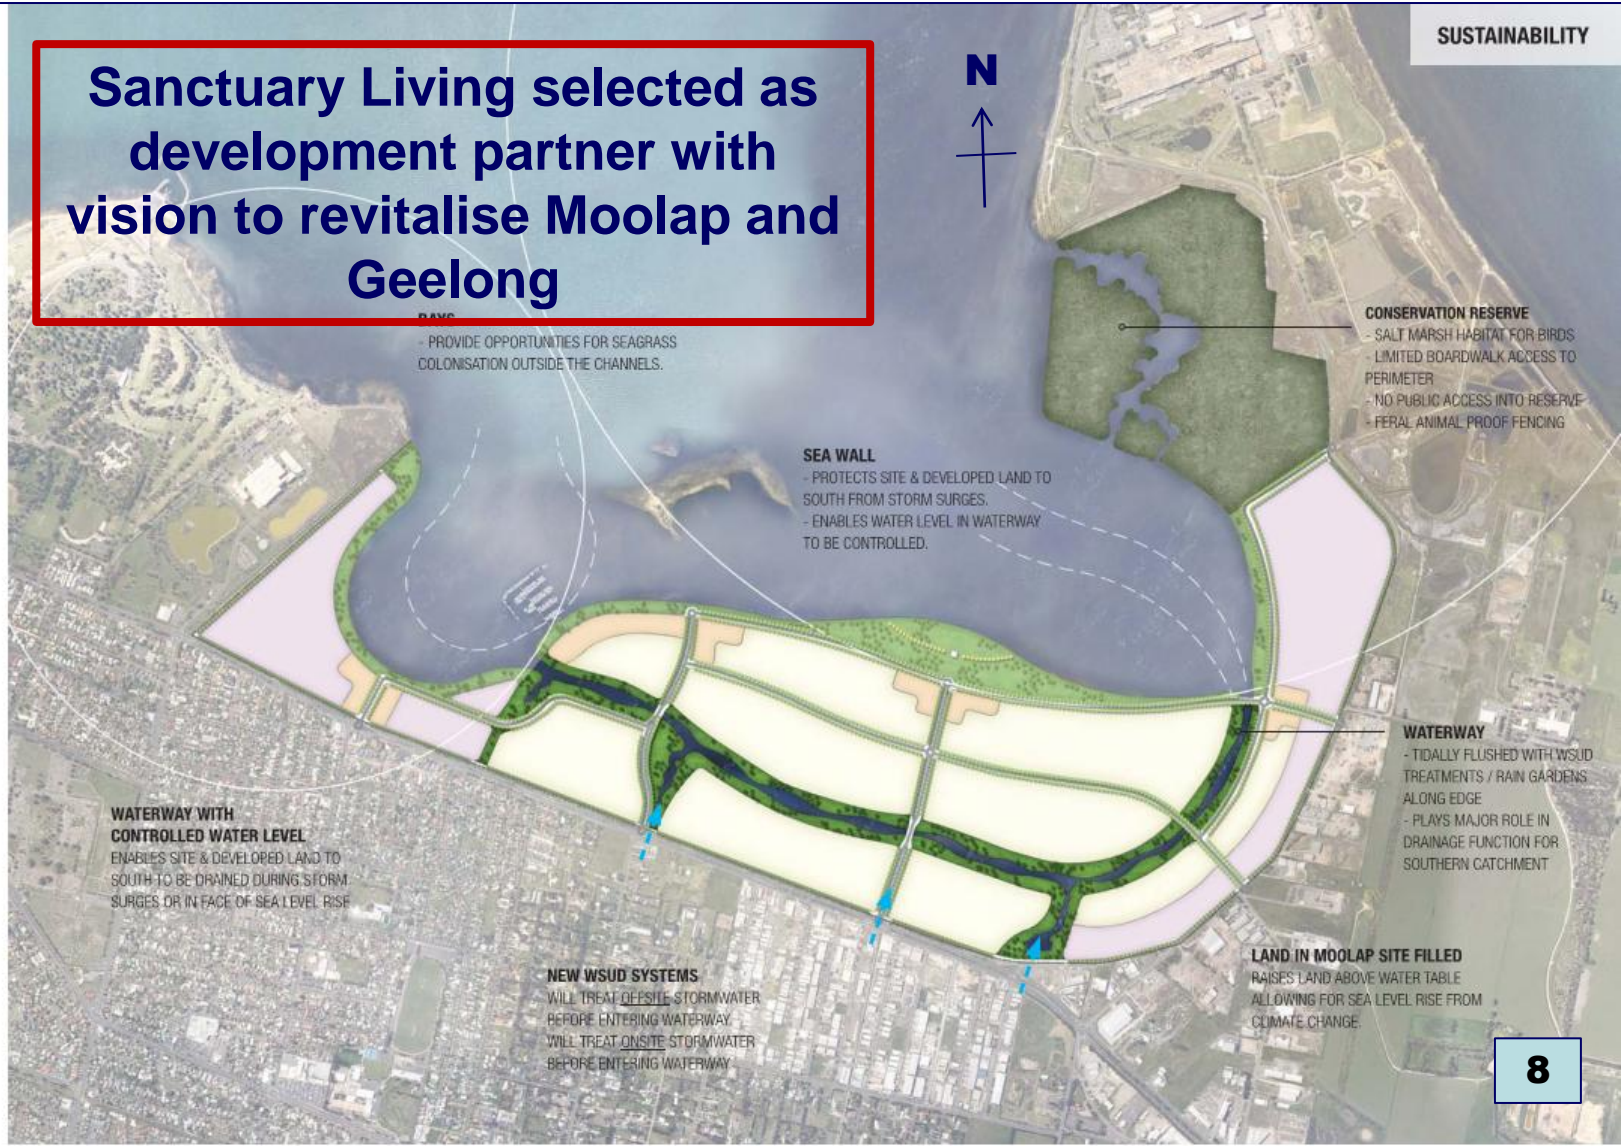 SUSTAINABILITY
Sanctuary Living selected as
development partner with
vision to revitalise Moolap and
Geelong
N
BAYS
- PROVIDE OPPORTUNITIES FOR SEAGRASS
COLONISATION OUTSIDE THE CHANNELS.
CONSERVATION RESERVE
- SALT MARSH HABITAT FOR BIRDS
- LIMITED BOARDWALK ACCESS TO
PERIMETER
- NO PUBLIC ACCESS INTO RESERVE
- FERAL ANIMAL PROOF FENCING
SEA WALL
- PROTECTS SITE & DEVELOPED LAND TO
SOUTH FROM STORM SURGES.
- ENABLES WATER LEVEL IN WATERWAY
TO BE CONTROLLED.
WATERWAY
- TIDALLY FLUSHED WITH WSUD
TREATMENTS / RAIN GARDENS
ALONG EDGE
- PLAYS MAJOR ROLE IN
DRAINAGE FUNCTION FOR
SOUTHERN CATCHMENT
WATERWAY WITH
CONTROLLED WATER LEVEL
ENABLES SITE & DEVELOPED LAND TO
SOUTH TO BE DRAINED DURING STORM
SURGES OR IN FACE OF SEA LEVEL RISE
NEW WSUD SYSTEMS
WILL TREAT OFFSITE STORMWATER
BEFORE ENTERING WATERWAY.
WILL TREAT ONSITE STORMWATER
BEFORE ENTERING WATERWAY
LAND IN MOOLAP SITE FILLED
RAISES LAND ABOVE WATER TABLE
ALLOWING FOR SEA LEVEL RISE FROM
CLIMATE CHANGE.
8